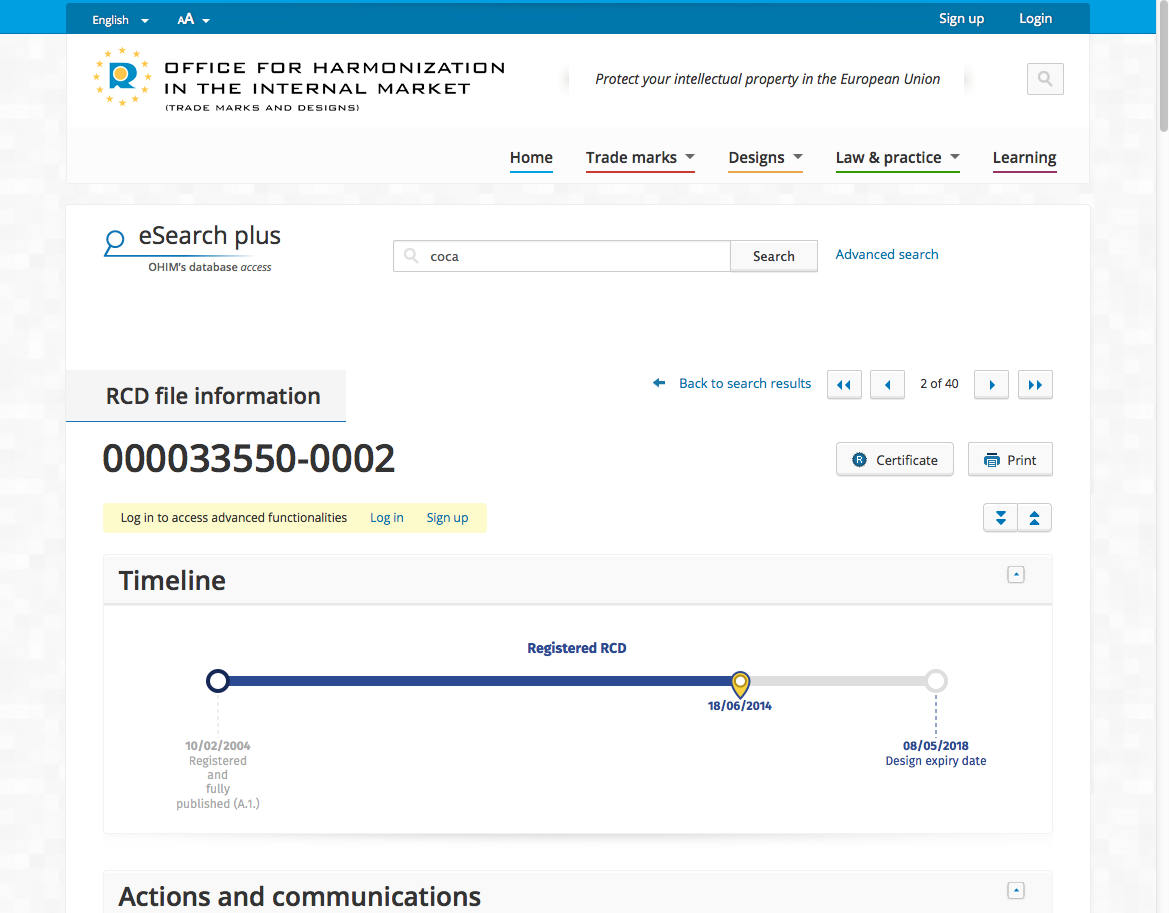 English
AA
Sign up
Login
OFFICE FOR HARMONIZATION
IN THE INTERNAL MARKET
(TRADE MARKS AND DESIGNS)
Protect your intellectual property in the European Union
Home
Trade marks
Designs
Law & practice
Learning
eSearch plus
OHIM's database access
coca
Search
Advanced search
RCD file information
Back to search results
2 of 40
000033550-0002
R Certificate
Print
Log in to access advanced functionalities Log in Sign up
Timeline
Registered RCD
18/06/2014
10/02/2004
Registered
and
fully
published (A.1.)
08/05/2018
Design expiry date
Actions and communications